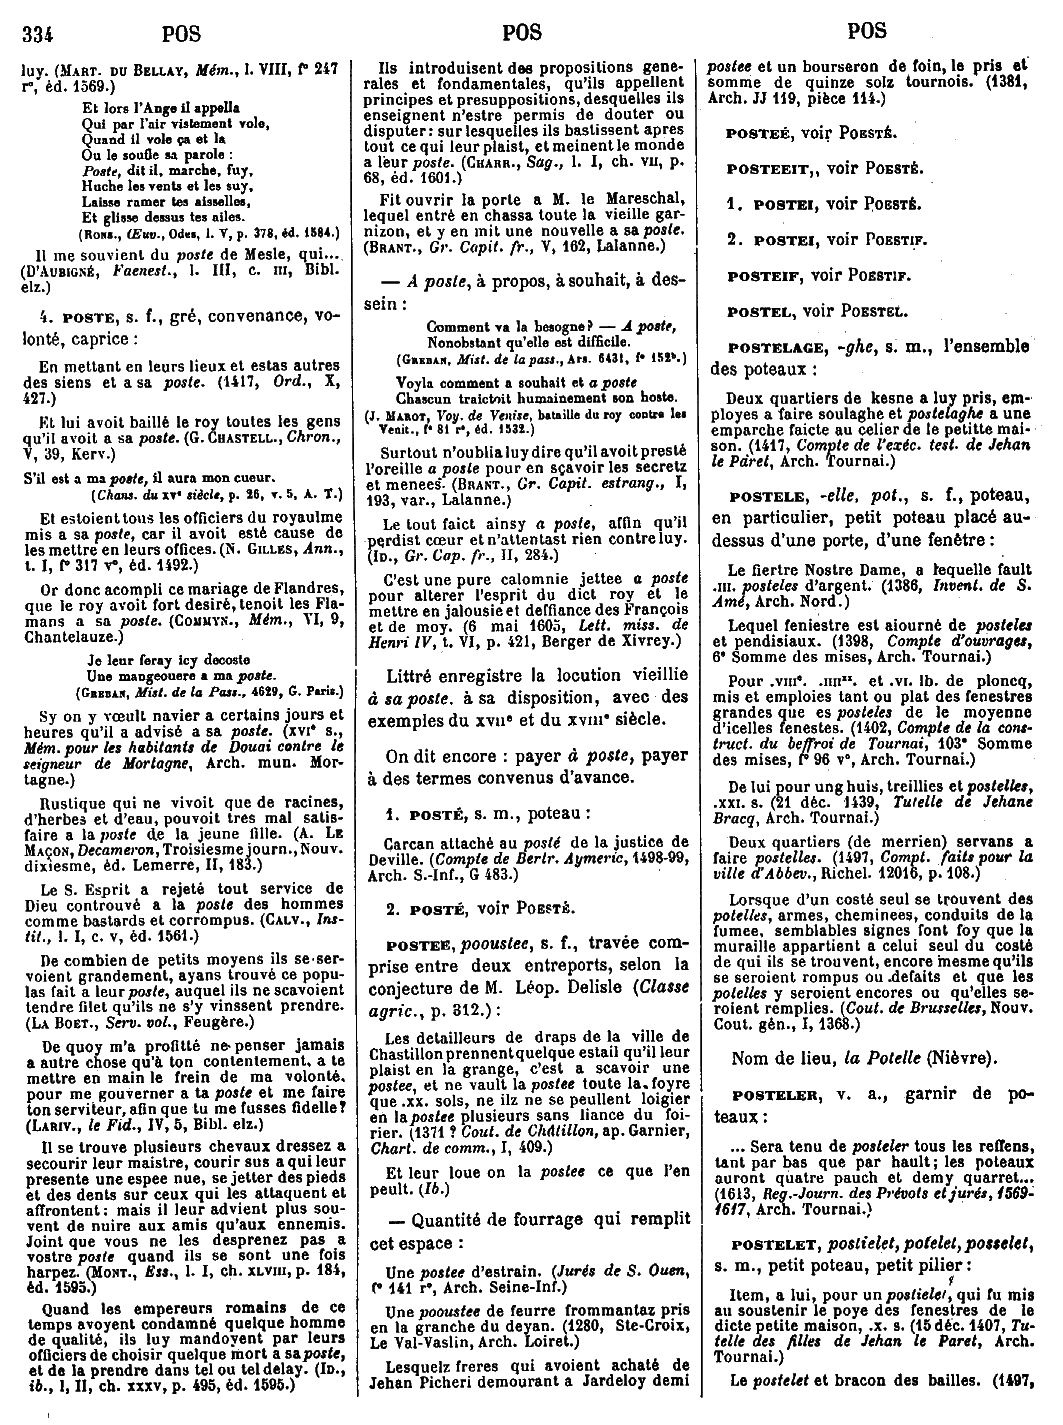 334 POS POS POS
luy. (MART. DU BELLAY, Mém., l. VIII, f° 247
r°, éd. 1569.)
Et lors l'Ange il appella
Qui par l'air vistement vole,
Quand il vole ça et la
Ou le soufle sa parole :
Poste, dit il, marche, fuy,
Huche les vents et les suy,
Laisse ramer tes aisselles,
Et glisse dessus tes ailes.
(RONS., Œuv., Odes, l. V, p. 378, éd. 1584.)
Il me souvient du poste de Mesle, qui...
(D'AUBIGNÉ, Faenest., l. III, c. III, Bibl.
elz.)
4. POSTE, s. f., gré, convenance, vo-
lonté, caprice :
En mettant en leurs lieux et estas autres
des siens et a sa poste. (1417, Ord., X,
427.)
Et lui avoit baillé le roy toutes les gens
qu'il avoit a sa poste. (G. CHASTELL., Chron.,
V, 39, Kerv.)
S'il est a ma poste, il aura mon cueur.
(Chans. du XVe siècle, p. 26, v. 5, A. T.)
Et estoient tous les officiers du royaulme
mis a sa poste, car il avoit esté cause de
les mettre en leurs offices. (N. GILLES, Ann.,
t. I, f° 317 v°, éd. 1492.)
Or donc acompli ce mariage de Flandres,
que le roy avoit fort desiré, tenoit les Fla-
mans a sa poste. (COMMYN., Mém., VI, 9,
Chantelauze.)
Je leur feray icy decoste
Une mangeouere a ma poste.
(GREBAN, Mist. de la Pass., 4629, G. Paris.)
Sy on y vœult navier a certains jours et
heures qu'il a advisé a sa poste. (XVIe s.,
Mém. pour les habitants de Douai contre le
seigneur de Mortagne, Arch. mun. Mor-
tagne.)
Rustique qui ne vivoit que de racines,
d'herbes et d'eau, pouvoit tres mal satis-
faire a la poste de la jeune fille. (A. LE
MAÇON, Decameron, Troisiesme journ., Nouv.
dixiesme, éd. Lemerre, II, 183.)
Le S. Esprit a rejeté tout service de
Dieu controuvé a la poste des hommes
comme bastards et corrompus. (CALV., Ins-
tit., l. I, c. V, éd. 1561.)
De combien de petits moyens ils se ser-
voient grandement, ayans trouvé ce popu-
las fait a leur poste, auquel ils ne scavoient
tendre filet qu'ils ne s'y vinssent prendre.
(LA BOET., Serv. vol., Feugère.)
De quoy m'a profitté ne penser jamais
a autre chose qu'à ton contentement, a te
mettre en main le frein de ma volonté,
pour me gouverner a ta poste et me faire
ton serviteur, afin que tu me fusses fidelle?
(LARIV., le Fid., IV, 5, Bibl. elz.)
Il se trouve plusieurs chevaux dressez a
secourir leur maistre, courir sus a qui leur
presente une espee nue, se jetter des pieds
et des dents sur ceux qui les attaquent et
affrontent : mais il leur advient plus sou-
vent de nuire aux amis qu'aux ennemis.
Joint que vous ne les desprenez pas a
vostre poste quand ils se sont une fois
harpez. (MONT., Ess., l. I, ch. XLVIII, p. 184,
éd. 1595.)
Quand les empereurs romains de ce
temps avoyent condamné quelque homme
de qualité, ils luy mandoyent par leurs
officiers de choisir quelque mort a sa poste,
et de la prendre dans tel ou tel delay. (ID.,
ib., I, II, ch. XXXV, p. 495, éd. 1595.)
Ils introduisent des propositions gene-
rales et fondamentales, qu'ils appellent
principes et presuppositions, desquelles ils
enseignent n'estre permis de douter ou
disputer : sur lesquelles ils bastissent apres
tout ce qui leur plaist, et meinent le monde
a leur poste. (CHARR., Sag., l. I, ch. VII, p.
68, éd. 1601.)
Fit ouvrir la porte a M. le Mareschal,
lequel entré en chassa toute la vieille gar-
nizon, et y en mit une nouvelle a sa poste.
(BRANT., Gr. Capit. fr., V, 162, Lalanne.)
— A poste, à propos, à souhait, à des-
sein :
Comment va la besogne? — A poste,
Nonobstant qu'elle est difficile.
(GREBAN, Mist. de la pass., Ars. 6431, f° 152b.)
Voyla comment a souhait et a poste
Chascun traictoit humainement son hoste.
(J. MAROT, Voy. de Venise, bataille du roy contre les
Venit., f° 81 r°, éd. 1532.)
Surtout n'oublia luy dire qu'il avoit presté
l'oreille a poste pour en sçavoir les secretz
et menees. (BRANT., Gr. Capit. estrang., I,
193, var., Lalanne.)
Le tout faict ainsy a poste, affin qu'il
perdist cœur et n'attentast rien contre luy.
(ID., Gr. Cap. fr., II, 284.)
C'est une pure calomnie jettee a poste
pour alterer l'esprit du dict roy et le
mettre en jalousie et deffiance des François
et de moy. (6 mai 1605, Lett. miss. de
Henri IV, t. VI, p. 421, Berger de Xivrey.)
Littré enregistre la locution vieillie
à sa poste. à sa disposition, avec des
exemples du XVIIe et du XVIIIe siècle.
On dit encore : payer à poste, payer
à des termes convenus d'avance.
1. POSTÉ, s. m., poteau :
Carcan attaché au posté de la justice de
Deville. (Compte de Bertr. Aymeric, 1498-99,
Arch. S.-Inf., G 483.)
2. POSTÉ, voir POESTÉ.
POSTEE, pooustee, s. f., travée com-
prise entre deux entreports, selon la
conjecture de M. Léop. Delisle (Classe
agric., p. 312.) :
Les detailleurs de draps de la ville de
Chastillon prennent quelque estail qu'il leur
plaist en la grange, c'est a scavoir une
postee, et ne vault la postee toute la foyre
que .xx. sols, ne ilz ne se peullent loigier
en la postee plusieurs sans liance du foi-
rier. (1371 ? Cout. de Châtillon, ap. Garnier,
Chart. de comm., I, 409.)
Et leur loue on la postee ce que l'en
peult. (Ib.)
— Quantité de fourrage qui remplit
cet espace :
Une postee d'estrain. (Jurés de S. Ouen,
f° 141 r°, Arch. Seine-Inf.)
Une pooustee de feurre frommantaz pris
en la granche du deyan. (1280, Ste-Croix,
Le Val-Vaslin, Arch. Loiret.)
Lesquelz freres qui avoient achaté de
Jehan Picheri demourant a Jardeloy demi
postee et un bourseron de foin, le pris et
somme de quinze solz tournois. (1381,
Arch. JJ 119, pièce 114.)
POSTEÉ, voir POESTÉ.
POSTEEIT,, voir POESTÉ.
1. POSTEI, voir POESTÉ.
2. POSTEI, voir POESTIF.
POSTEIF, voir POESTIF.
POSTEL, voir POESTEL.
POSTELAGE, -ghe, s. m., l'ensemble
des poteaux :
Deux quartiers de kesne a luy pris, em-
ployes a faire soulaghe et postelaghe a une
emparche faicte au celier de le petitte mai-
son. (1417, Compte de l'exéc. test. de Jehan
le Paret, Arch. Tournai.)
POSTELE, -elle, pot., s. f., poteau,
en particulier, petit poteau placé au-
dessus d'une porte, d'une fenêtre :
Le fiertre Nostre Dame, a lequelle fault
.III. posteles d'argent. (1386, Invent. de S.
Amé, Arch. Nord.)
Lequel feniestre est aiourné de posteles
et pendisiaux. (1398, Compte d'ouvrages,
6e Somme des mises, Arch. Tournai.)
Pour .VIIIe. .IIIIxx. et .VI. lb. de ploncq,
mis et emploies tant ou plat des fenestres
grandes que es posteles de le moyenne
d'icelles fenestes. (1402, Compte de la cons-
truct. du beffroi de Tournai, 103e Somme
des mises, f° 96 v°, Arch. Tournai.)
De lui pour ung huis, treillies et postelles,
.XXI. s. (21 déc. 1439, Tutelle de Jehane
Bracq, Arch. Tournai.)
Deux quartiers (de merrien) servans a
faire postelles. (1497, Compt. faits pour la
ville d'Abbev., Richel. 12016, p. 108.)
Lorsque d'un costé seul se trouvent des
potelles, armes, cheminees, conduits de la
fumee, semblables signes font foy que la
muraille appartient a celui seul du costé
de qui ils se trouvent, encore mesme qu'ils
se seroient rompus ou defaits et que les
potelles y seroient encores ou qu'elles se-
roient remplies. (Cout. de Brusselles, Nouv.
Cout. gén., I, 1368.)
Nom de lieu, la Potelle (Nièvre).
POSTELER, v. a., garnir de po-
teaux :
... Sera tenu de posteler tous les reffens,
tant par bas que par hault; les poteaux
auront quatre pauch et demy quarret...
(1613, Reg.-Journ. des Prévots et jurés, 1569-
1617, Arch. Tournai.)
POSTELET, postielet, potelet, posselet,
s. m., petit poteau, petit pilier :
Item, a lui, pour un postielet, qui fu mis
au soustenir le poye des fenestres de le
dicte petite maison, .x. s. (15 déc. 1407, Tu-
telle des filles de Jehan le Paret, Arch.
Tournai.)
Le postelet et bracon des bailles. (1497,